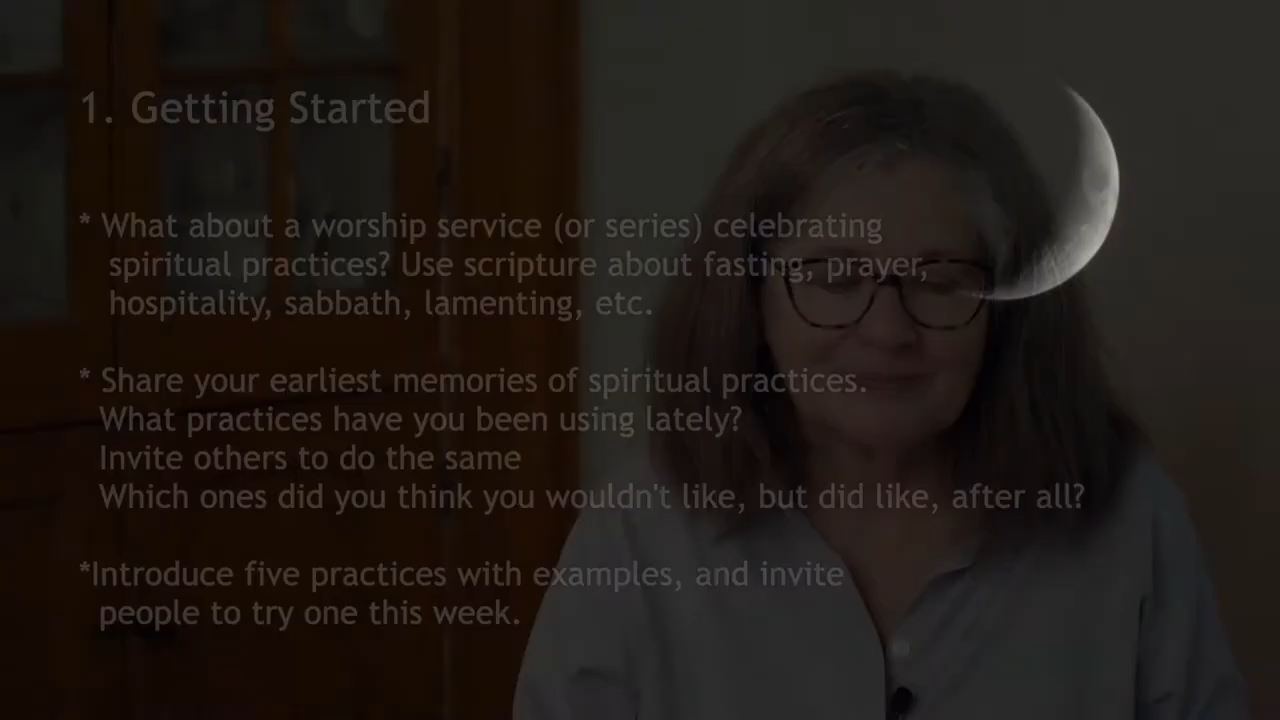 1. Getting Started
* What about a worship service (or series) celebrating
spiritual practices? Use scripture about fasting, prayer,
hospitality, sabbath, lamenting, etc.
* Share your earliest memories of spiritual practices.
What practices have you been using lately?
Invite others to do the same
Which ones did you think you wouldn't like, but did like, after all?
*Introduce five practices with examples, and invite
people to try one this week.